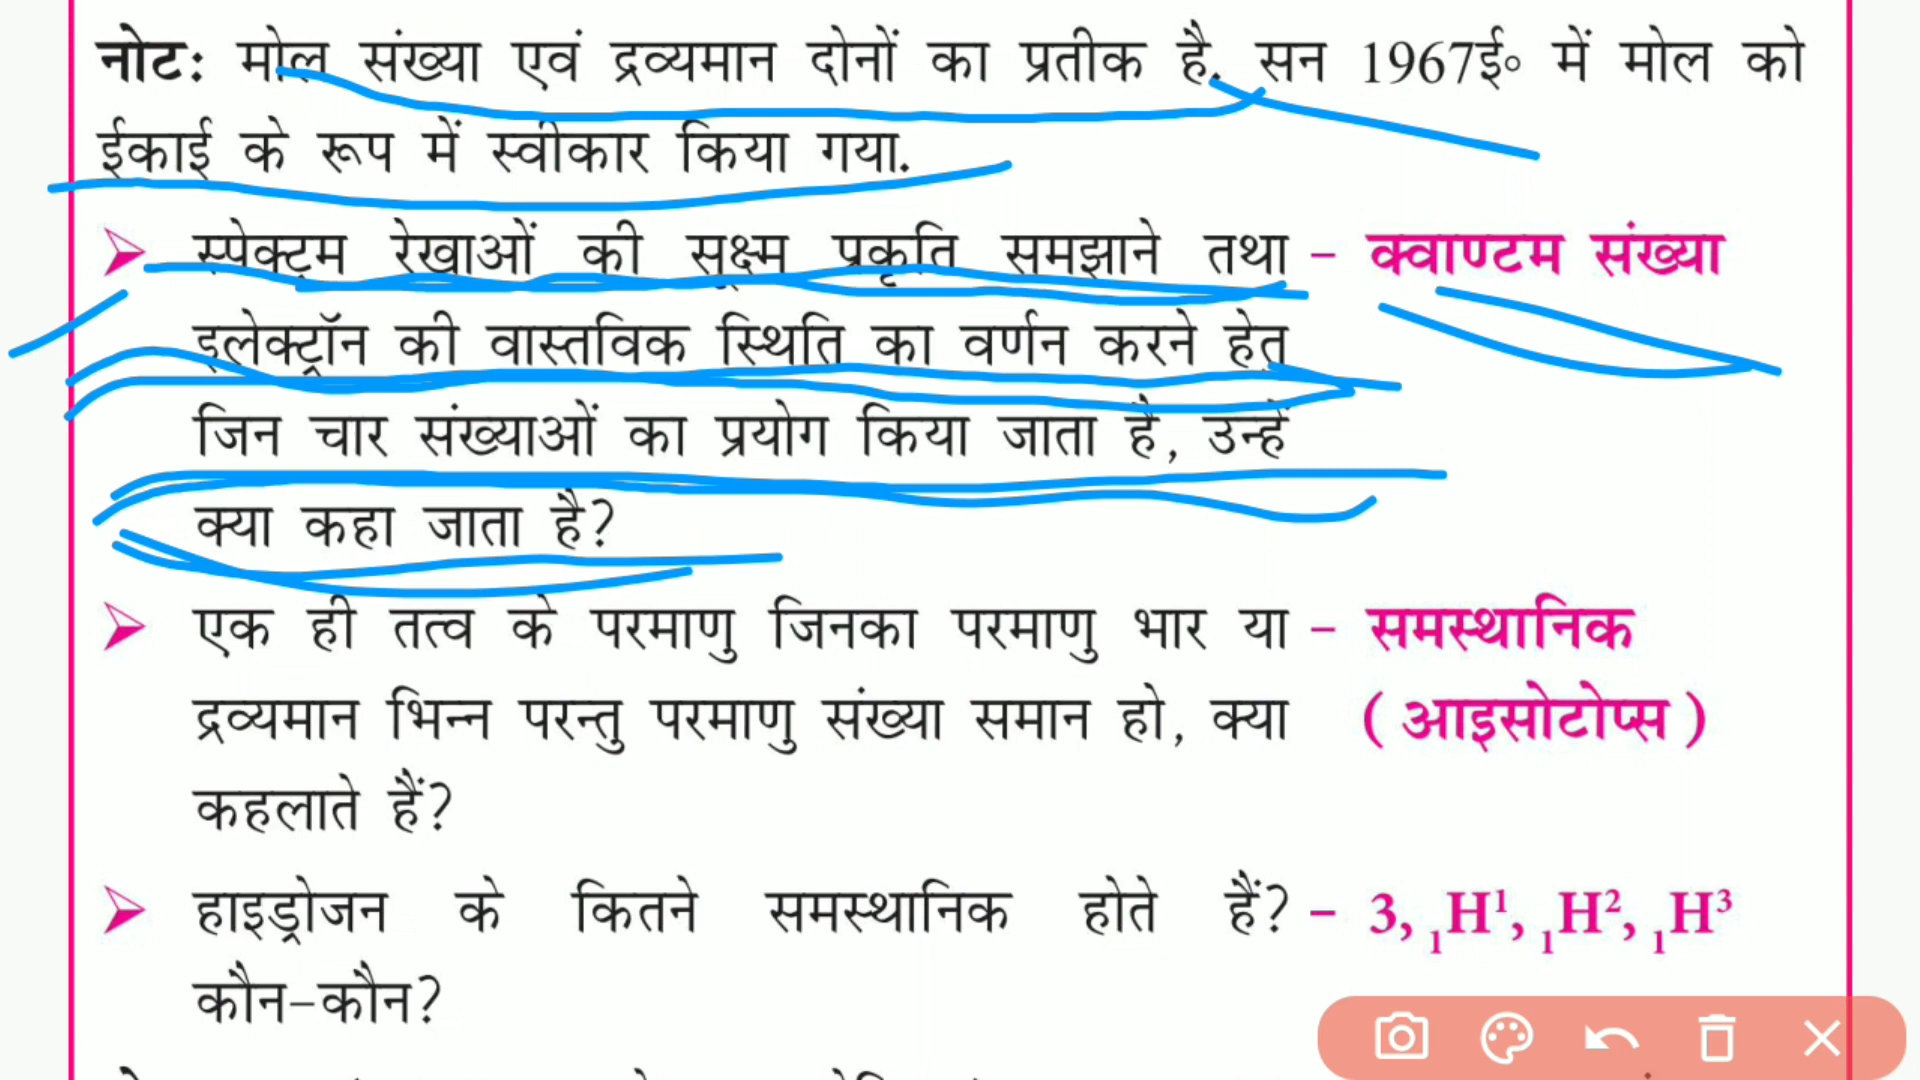 नोटः मोल संख्या एवं द्रव्यमान दोनों का प्रतीक है. सन 1967ई० में मोल को
ईकाई के रूप में स्वीकार किया गया.
स्पेक्ट्रम रेखाओं की सूक्ष्म प्रकृति समझाने तथा – क्वाण्टम संख्या
इलेक्ट्रॉन की वास्तविक स्थिति का वर्णन करने हेतु
जिन चार संख्याओं का प्रयोग किया जाता है, उन्हें
क्या कहा जाता है?
एक ही तत्व के परमाणु जिनका परमाणु भार या – समस्थानिक
द्रव्यमान भिन्न परन्तु परमाणु संख्या समान हो, क्या (आइसोटोप्स)
कहलाते हैं?
हाइड्रोजन के कितने समस्थानिक होते हैं? – 3, ₁H¹, ₁H², ₁H³
कौन–कौन?